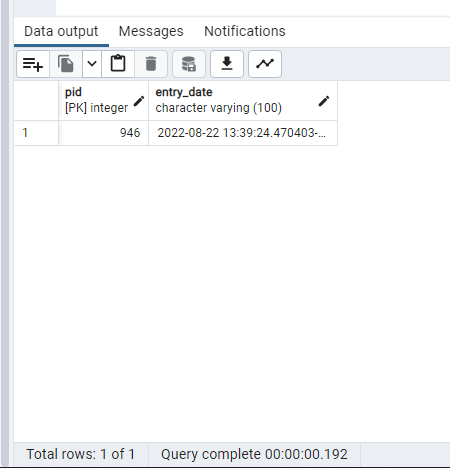 Data output Messages Notifications
pid entry_date
[PK] integer character varying (100)
1 946 2022-08-22 13:39:24.470403-...
Total rows: 1 of 1 Query complete 00:00:00.192